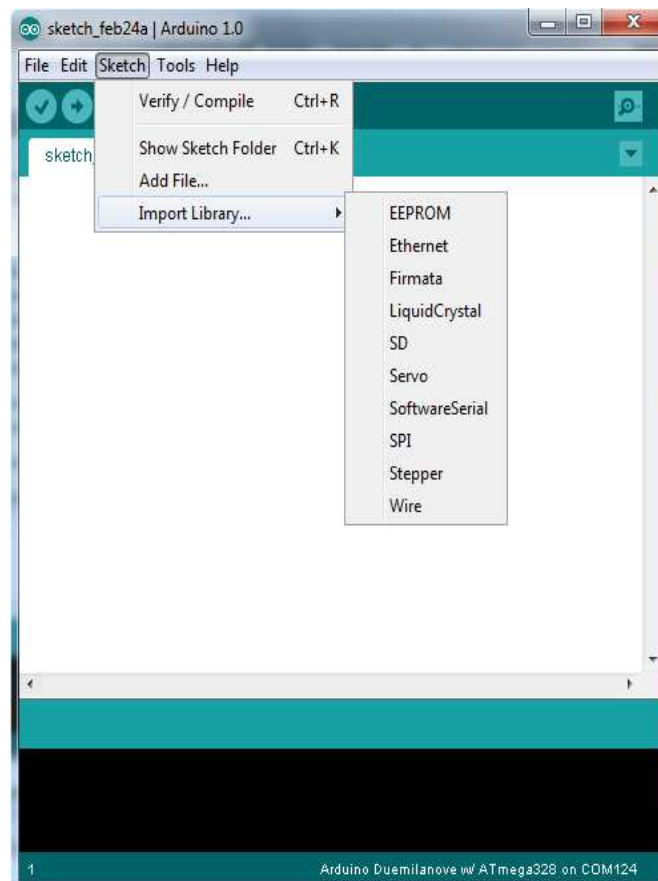 sketch_feb24a | Arduino 1.0
File Edit Sketch Tools Help
Verify / Compile Ctrl+R
sketch_
Show Sketch Folder Ctrl+K
Add File...
Import Library...
EEPROM
Ethernet
Firmata
LiquidCrystal
SD
Servo
SoftwareSerial
SPI
Stepper
Wire
1 Arduino Duemilanove w/ ATmega328 on COM124